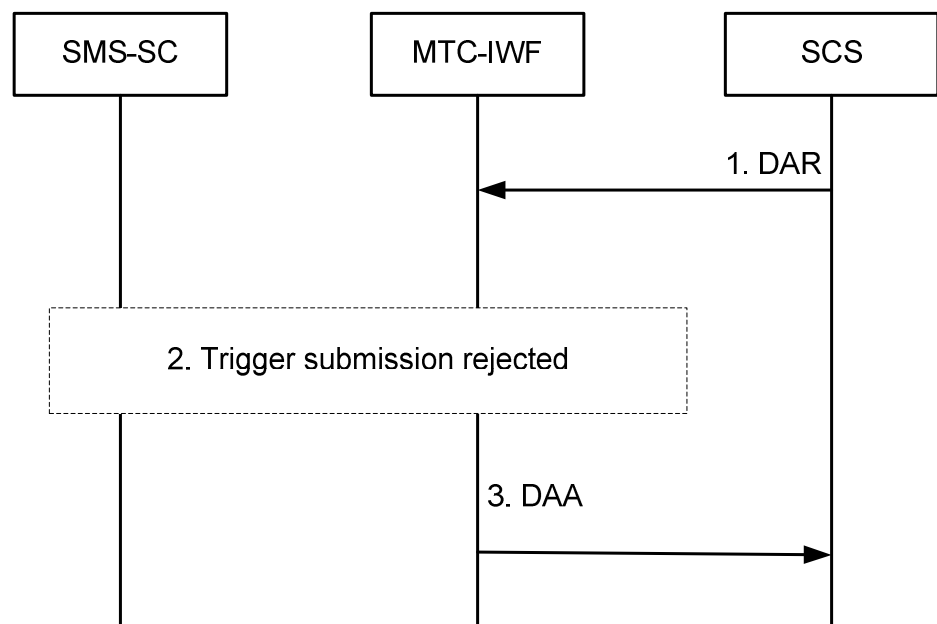 SMS-SC
MTC-IWF
SCS
1. DAR
2. Trigger submission rejected
3. DAA